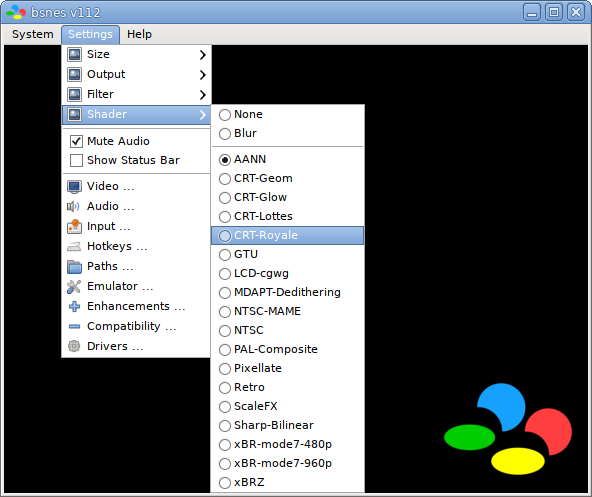 bsnes v112
System Settings Help
Size
Output
Filter
Shader
Mute Audio
Show Status Bar
Video ...
Audio ...
Input ...
Hotkeys ...
Paths ...
Emulator ...
Enhancements ...
Compatibility ...
Drivers ...
None
Blur
AANN
CRT-Geom
CRT-Glow
CRT-Lottes
CRT-Royale
GTU
LCD-cgwg
MDAPT-Dedithering
NTSC-MAME
NTSC
PAL-Composite
Pixellate
Retro
ScaleFX
Sharp-Bilinear
xBR-mode7-480p
xBR-mode7-960p
xBRZ